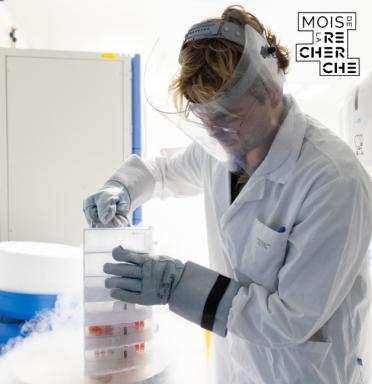 MOIS DE
LA RE
CHER
CHE